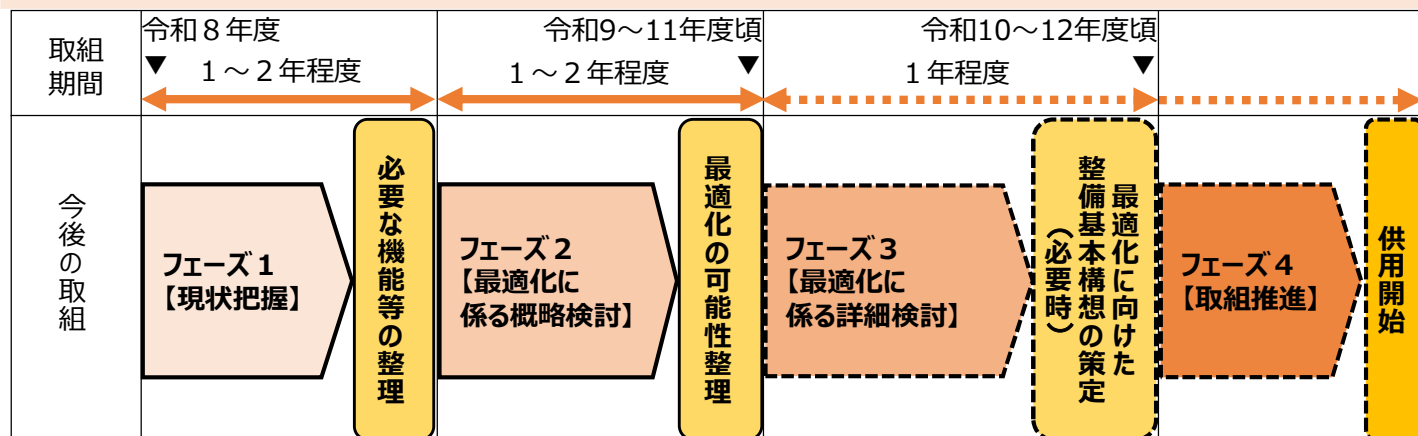 取組
期間
令和８年度
▼ １～２年程度
令和9～11年度頃
１～２年程度 ▼
令和10～12年度頃
１年程度 ▼
今後の取組
フェーズ１
【現状把握】
必要な機能等の整理
フェーズ２
【最適化に
係る概略検討】
最適化の可能性整理
フェーズ３
【最適化に
係る詳細検討】
最適化に向けた
整備基本構想の策定
（必要時）
フェーズ４
【取組推進】
供用開始